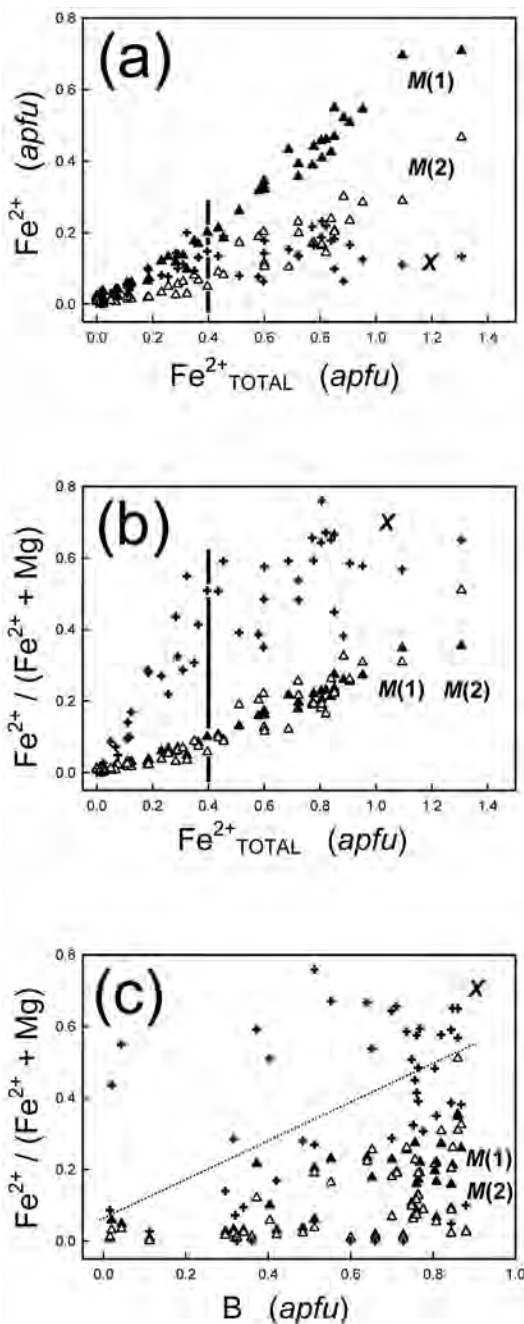 (a)
0.8
0.6
0.4
0.2
0.0
Fe²⁺ (apfu)
M(1)
M(2)
X
0.0 0.2 0.4 0.6 0.8 1.0 1.2 1.4
Fe²⁺TOTAL (apfu)
(b)
0.8
0.6
0.4
0.2
0.0
Fe²⁺ / (Fe²⁺ + Mg)
X
M(1) M(2)
0.0 0.2 0.4 0.6 0.8 1.0 1.2 1.4
Fe²⁺TOTAL (apfu)
(c)
0.8
0.6
0.4
0.2
0.0
Fe²⁺ / (Fe²⁺ + Mg)
X
M(1)
M(2)
0.0 0.2 0.4 0.6 0.8 1.0
B (apfu)